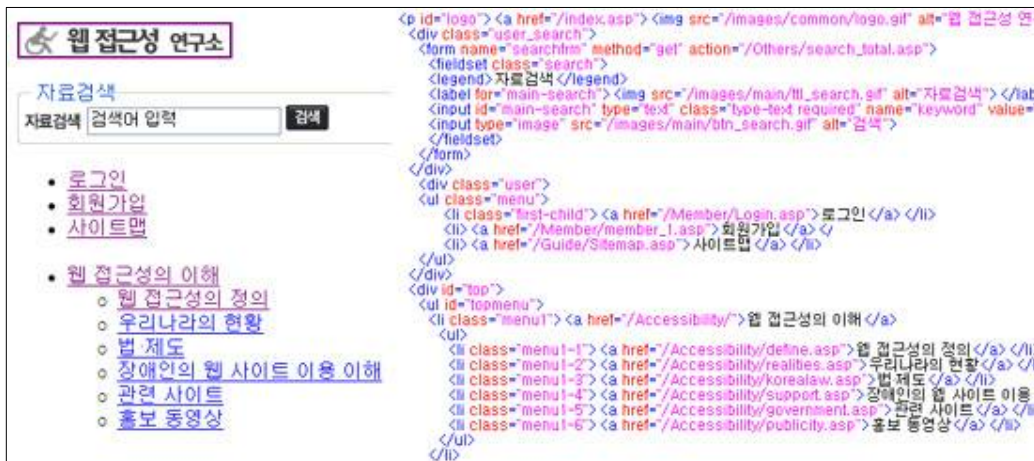 웹 접근성 연구소
자료검색
자료검색 검색어 입력 검색
• 로그인
• 회원가입
• 사이트맵
• 웹 접근성의 이해
○ 웹 접근성의 정의
○ 우리나라의 현황
○ 법·제도
○ 장애인의 웹 사이트 이용 이해
○ 관련 사이트
○ 홍보 동영상
<p id="logo"><a href="/index.asp"><img src="/images/common/logo.gif" alt="웹 접근성 연
<div class="user_search">
<form name="searchfrm" method="get" action="/Others/search_total.asp">
<fieldset class="search">
<legend>자료검색</legend>
<label for="main-search"><img src="/images/main/ttl_search.gif" alt="자료검색"></lab
<input id="main-search" type="text" class="type-text required" name="keyword" value=
<input type="image" src="/images/main/btn_search.gif" alt="검색">
</fieldset>
</form>
</div>
<div class="user">
<ul class="menu">
<li class="first-child"><a href="/Member/Login.asp">로그인</a></li>
<li><a href="/Member/member_1.asp">회원가입</a></
<li><a href="/Guide/Sitemap.asp">사이트맵</a></li>
</ul>
</div>
<div id="top">
<ul id="topmenu">
<li class="menu1"><a href="/Accessibility/">웹 접근성의 이해</a>
<ul>
<li class="menu1-1"><a href="/Accessibility/define.asp">웹 접근성의 정의</a></li
<li class="menu1-2"><a href="/Accessibility/realities.asp">우리나라의 현황</a></li
<li class="menu1-3"><a href="/Accessibility/korealaw.asp">법·제도</a></li>
<li class="menu1-4"><a href="/Accessibility/support.asp">장애인의 웹 사이트 이용
<li class="menu1-5"><a href="/Accessibility/government.asp">관련 사이트</a></li
<li class="menu1-6"><a href="/Accessibility/publicity.asp">홍보 동영상</a></li>
</ul>
</li>